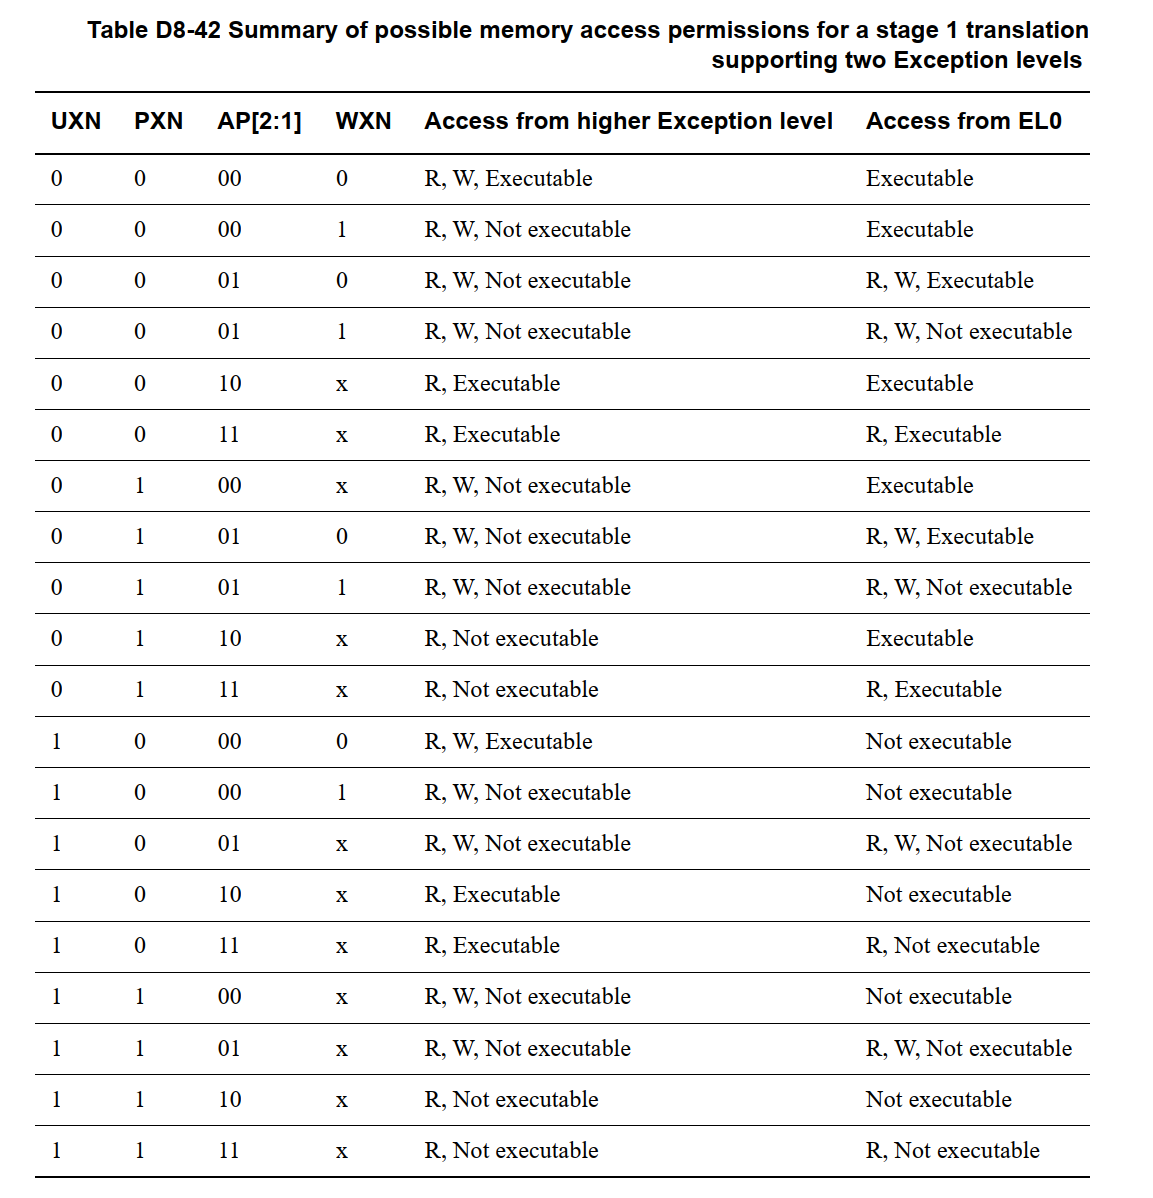 Table D8-42 Summary of possible memory access permissions for a stage 1 translation
supporting two Exception levels
UXN PXN AP[2:1] WXN Access from higher Exception level Access from EL0
0 0 00 0 R, W, Executable Executable
0 0 00 1 R, W, Not executable Executable
0 0 01 0 R, W, Not executable R, W, Executable
0 0 01 1 R, W, Not executable R, W, Not executable
0 0 10 x R, Executable Executable
0 0 11 x R, Executable R, Executable
0 1 00 x R, W, Not executable Executable
0 1 01 0 R, W, Not executable R, W, Executable
0 1 01 1 R, W, Not executable R, W, Not executable
0 1 10 x R, Not executable Executable
0 1 11 x R, Not executable R, Executable
1 0 00 0 R, W, Executable Not executable
1 0 00 1 R, W, Not executable Not executable
1 0 01 x R, W, Not executable R, W, Not executable
1 0 10 x R, Executable Not executable
1 0 11 x R, Executable R, Not executable
1 1 00 x R, W, Not executable Not executable
1 1 01 x R, W, Not executable R, W, Not executable
1 1 10 x R, Not executable Not executable
1 1 11 x R, Not executable R, Not executable